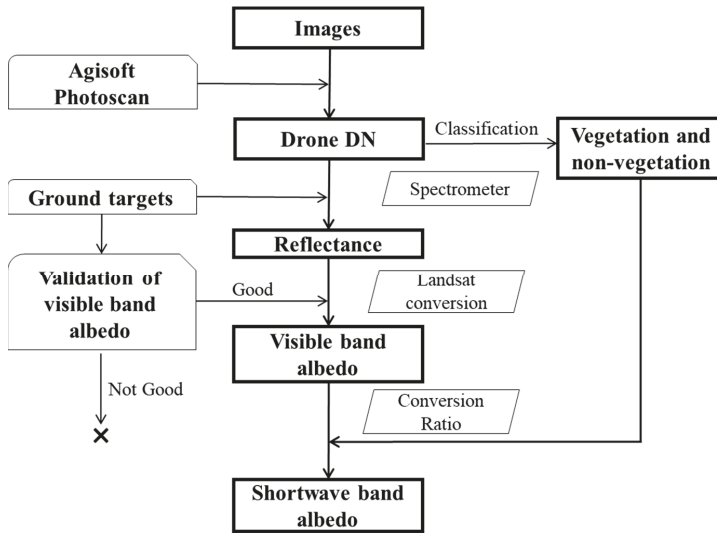 Images
Agisoft
Photoscan
Drone DN
Classification
Vegetation and
non-vegetation
Spectrometer
Ground targets
Reflectance
Validation of
visible band
albedo
Good
Landsat
conversion
Visible band
albedo
Not Good
Conversion
Ratio
Shortwave band
albedo